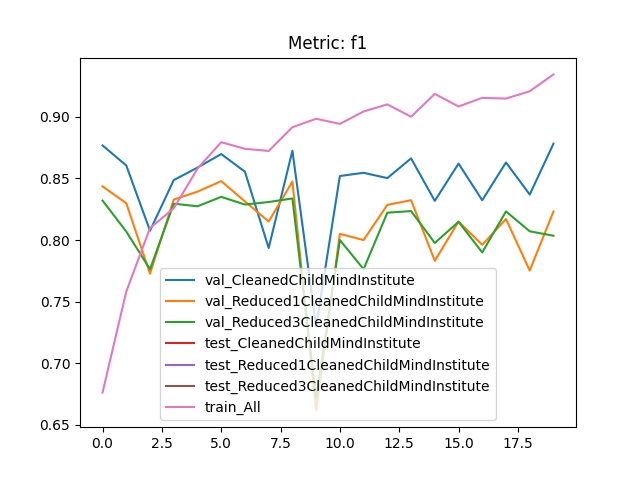 Metric: f1
0.90
0.85
0.80
0.75
0.70
0.65
val_CleanedChildMindInstitute
val_Reduced1CleanedChildMindInstitute
val_Reduced3CleanedChildMindInstitute
test_CleanedChildMindInstitute
test_Reduced1CleanedChildMindInstitute
test_Reduced3CleanedChildMindInstitute
train_All
0.0 2.5 5.0 7.5 10.0 12.5 15.0 17.5